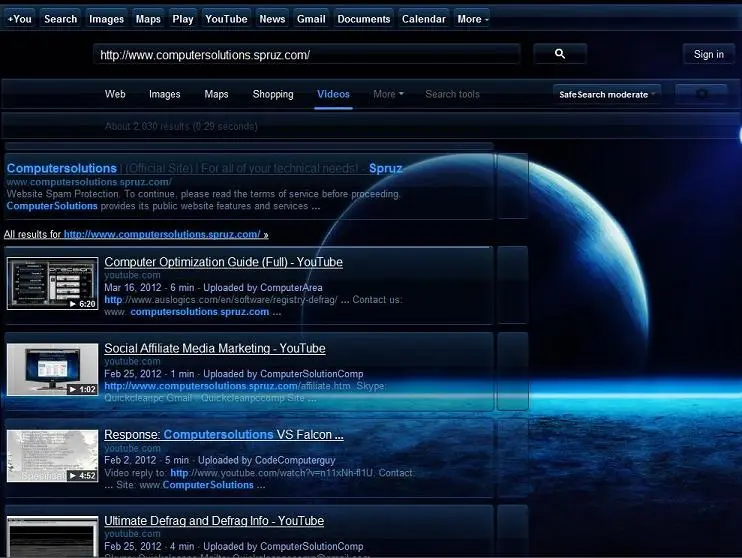 +You Search Images Maps Play YouTube News Gmail Documents Calendar More
http://www.computersolutions.spruz.com/
Sign in
Web Images Maps Shopping Videos More Search tools SafeSearch moderate
About 2,030 results (0.29 seconds)
Computersolutions | (Official Site) | For all of your technical needs! - Spruz
www.computersolutions.spruz.com/
Website Spam Protection. To continue, please read the terms of service before proceeding.
ComputerSolutions provides its public website features and services ...
All results for http://www.computersolutions.spruz.com/ »
Computer Optimization Guide (Full) - YouTube
youtube.com
Mar 16, 2012 · 6 min · Uploaded by ComputerArea
http://www.auslogics.com/en/software/registry-defrag/ ... Contact us:
www. computersolutions.spruz.com ...
6:20
Social Affiliate Media Marketing - YouTube
youtube.com
Feb 25, 2012 · 1 min · Uploaded by ComputerSolutionComp
http://www.computersolutions.spruz.com/affiliate.htm. Skype:
Quickcleanpc Gmail : Quickcleanpccomp Site ...
1:02
Response: Computersolutions VS Falcon ...
youtube.com
Feb 2, 2012 · 5 min · Uploaded by CodeComputerguy
Video reply to: http://www.youtube.com/watch?v=n11xNh-fl1U. Contact:
... Site: www.ComputerSolutions ...
4:52
Ultimate Defrag and Defrag Info - YouTube
youtube.com
Feb 25, 2012 · 4 min · Uploaded by ComputerSolutionComp